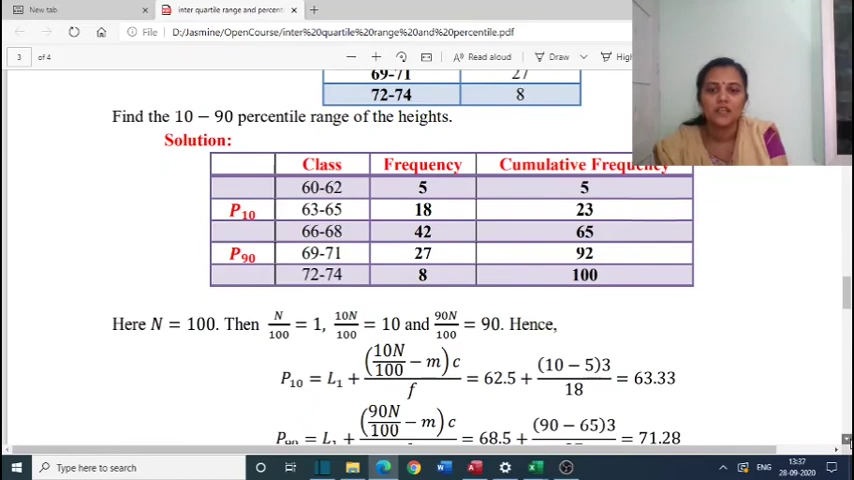 New tab
inter quartile range and percent
File
D:/Jasmine/OpenCourse/inter%20quartile%20range%20and%20percentile.pdf
3 of 4
Read aloud
Draw
High
69-71 27
72-74 8
Find the 10 − 90 percentile range of the heights.
Solution:
Class Frequency Cumulative Frequency
60-62 5 5
P10 63-65 18 23
66-68 42 65
P90 69-71 27 92
72-74 8 100
Here N = 100. Then N/100 = 1, 10N/100 = 10 and 90N/100 = 90. Hence,
P10 = L1 + (10N/100 − m) c / f = 62.5 + (10 − 5)3 / 18 = 63.33
P90 = L1 + (90N/100 − m) c = 68.5 + (90 − 65)3 = 71.28
Type here to search
ENG
13:37
28-09-2020